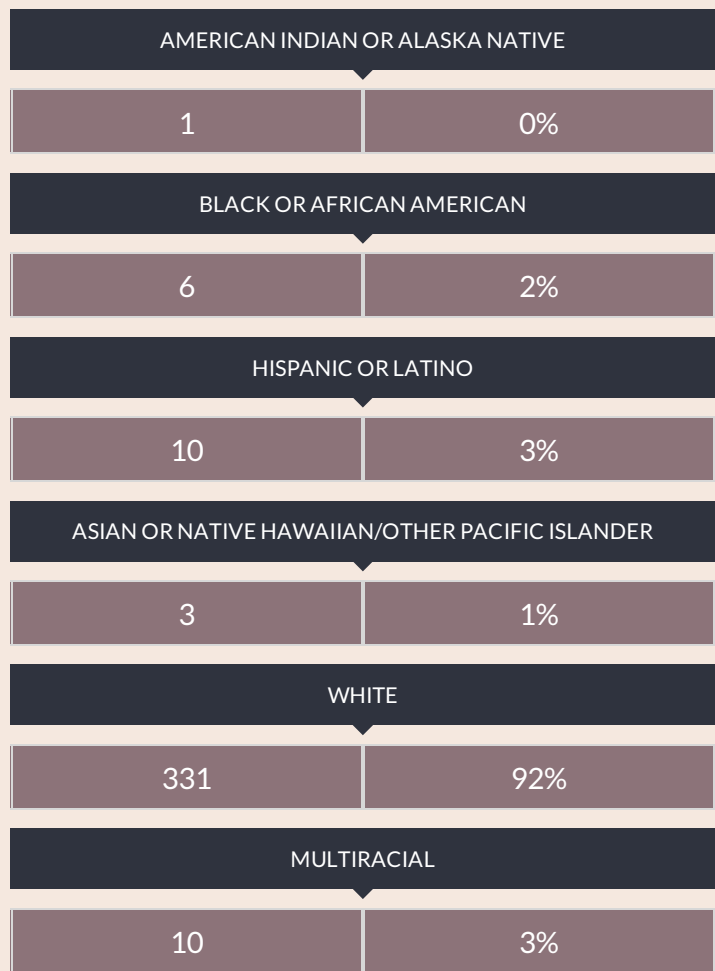 AMERICAN INDIAN OR ALASKA NATIVE
1 0%
BLACK OR AFRICAN AMERICAN
6 2%
HISPANIC OR LATINO
10 3%
ASIAN OR NATIVE HAWAIIAN/OTHER PACIFIC ISLANDER
3 1%
WHITE
331 92%
MULTIRACIAL
10 3%